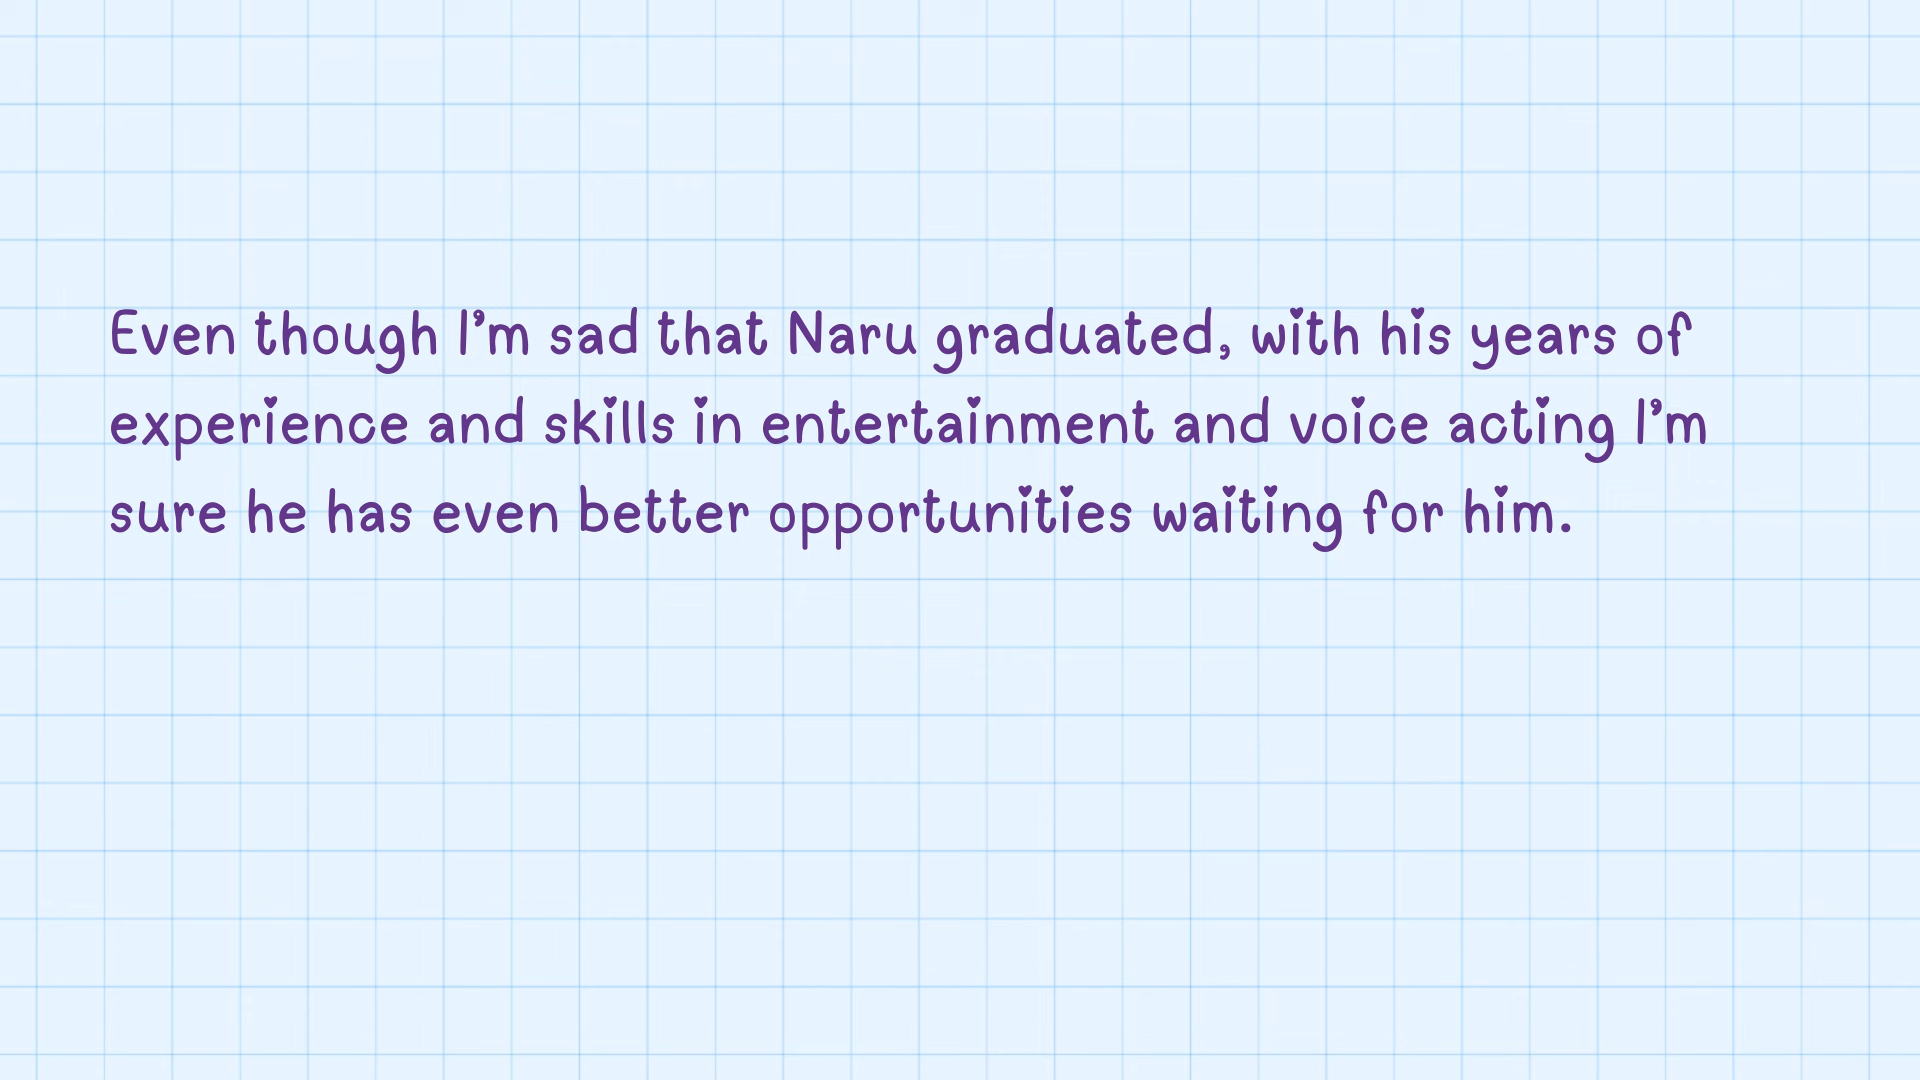 Even though I’m sad that Naru graduated, with his years of
experience and skills in entertainment and voice acting I’m
sure he has even better opportunities waiting for him.